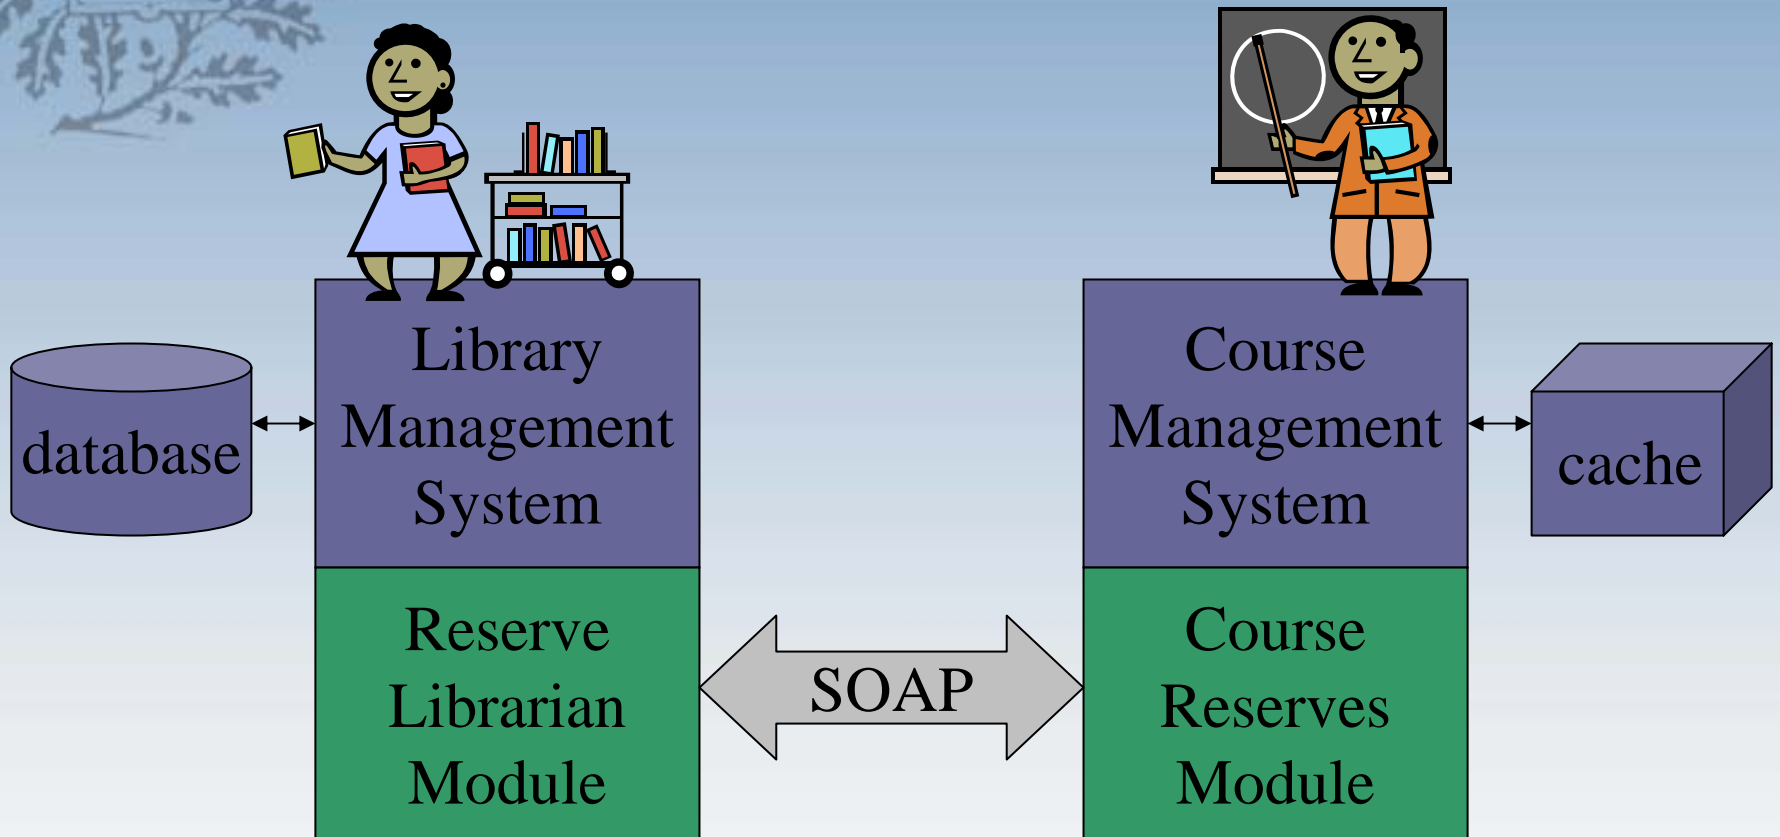 database
Library
Management
System
Course
Management
System
cache
Reserve
Librarian
Module
SOAP
Course
Reserves
Module